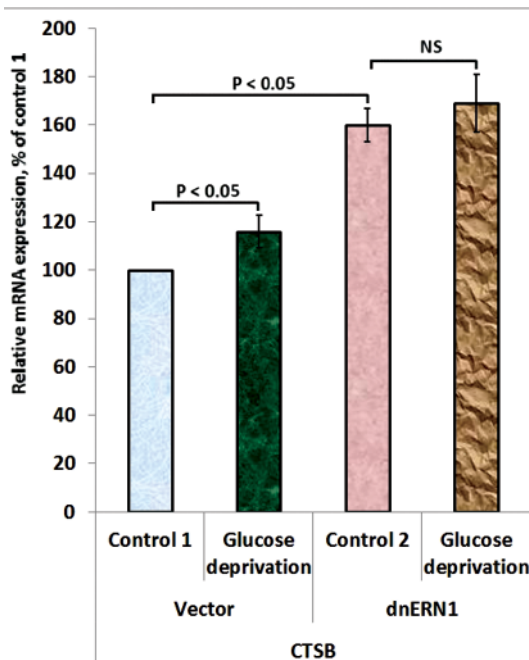 Relative mRNA expression, % of control 1
200
180
160
140
120
100
80
60
40
20
0
P < 0.05
P < 0.05
NS
Control 1
Glucose
deprivation
Control 2
Glucose
deprivation
Vector
dnERN1
CTSB